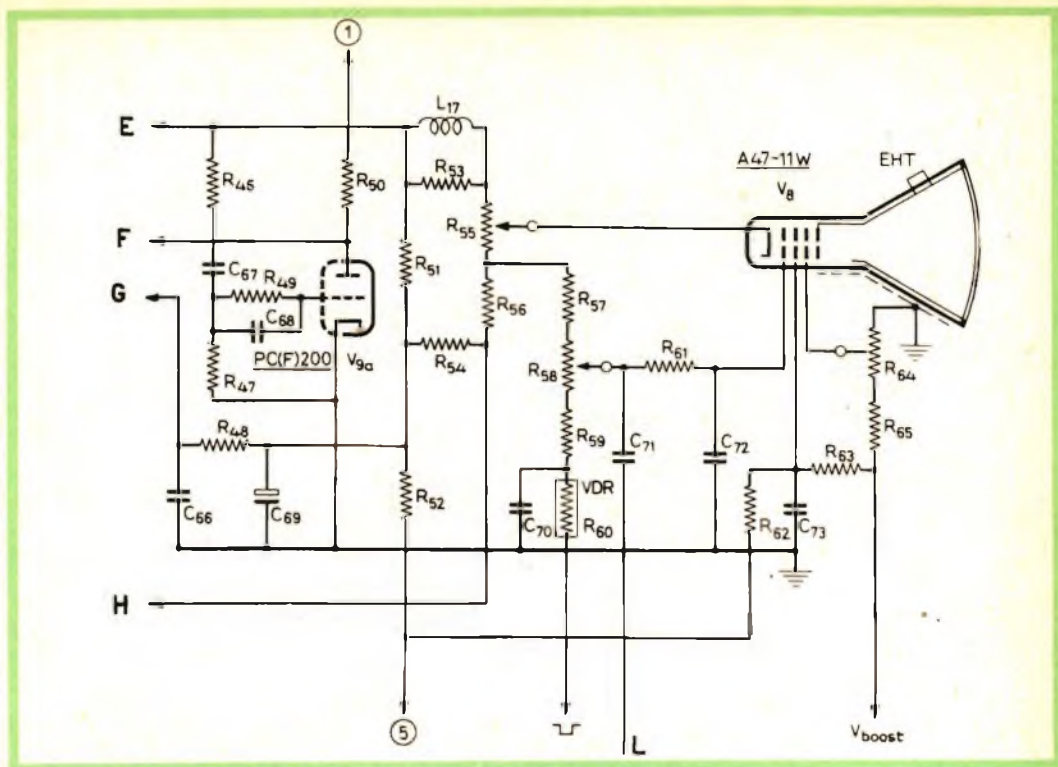 1
E
L17
R45
R50
R53
A47-11W
EHT
V8
R55
F
C67
R49
R51
G
R56
R57
C68
PC(F)200
V9a
R54
R61
R58
R64
R47
R48
R59
C71
C72
R63
R65
VDR
R52
C66
C69
C70
R60
R62
C73
H
5
L
Vboost